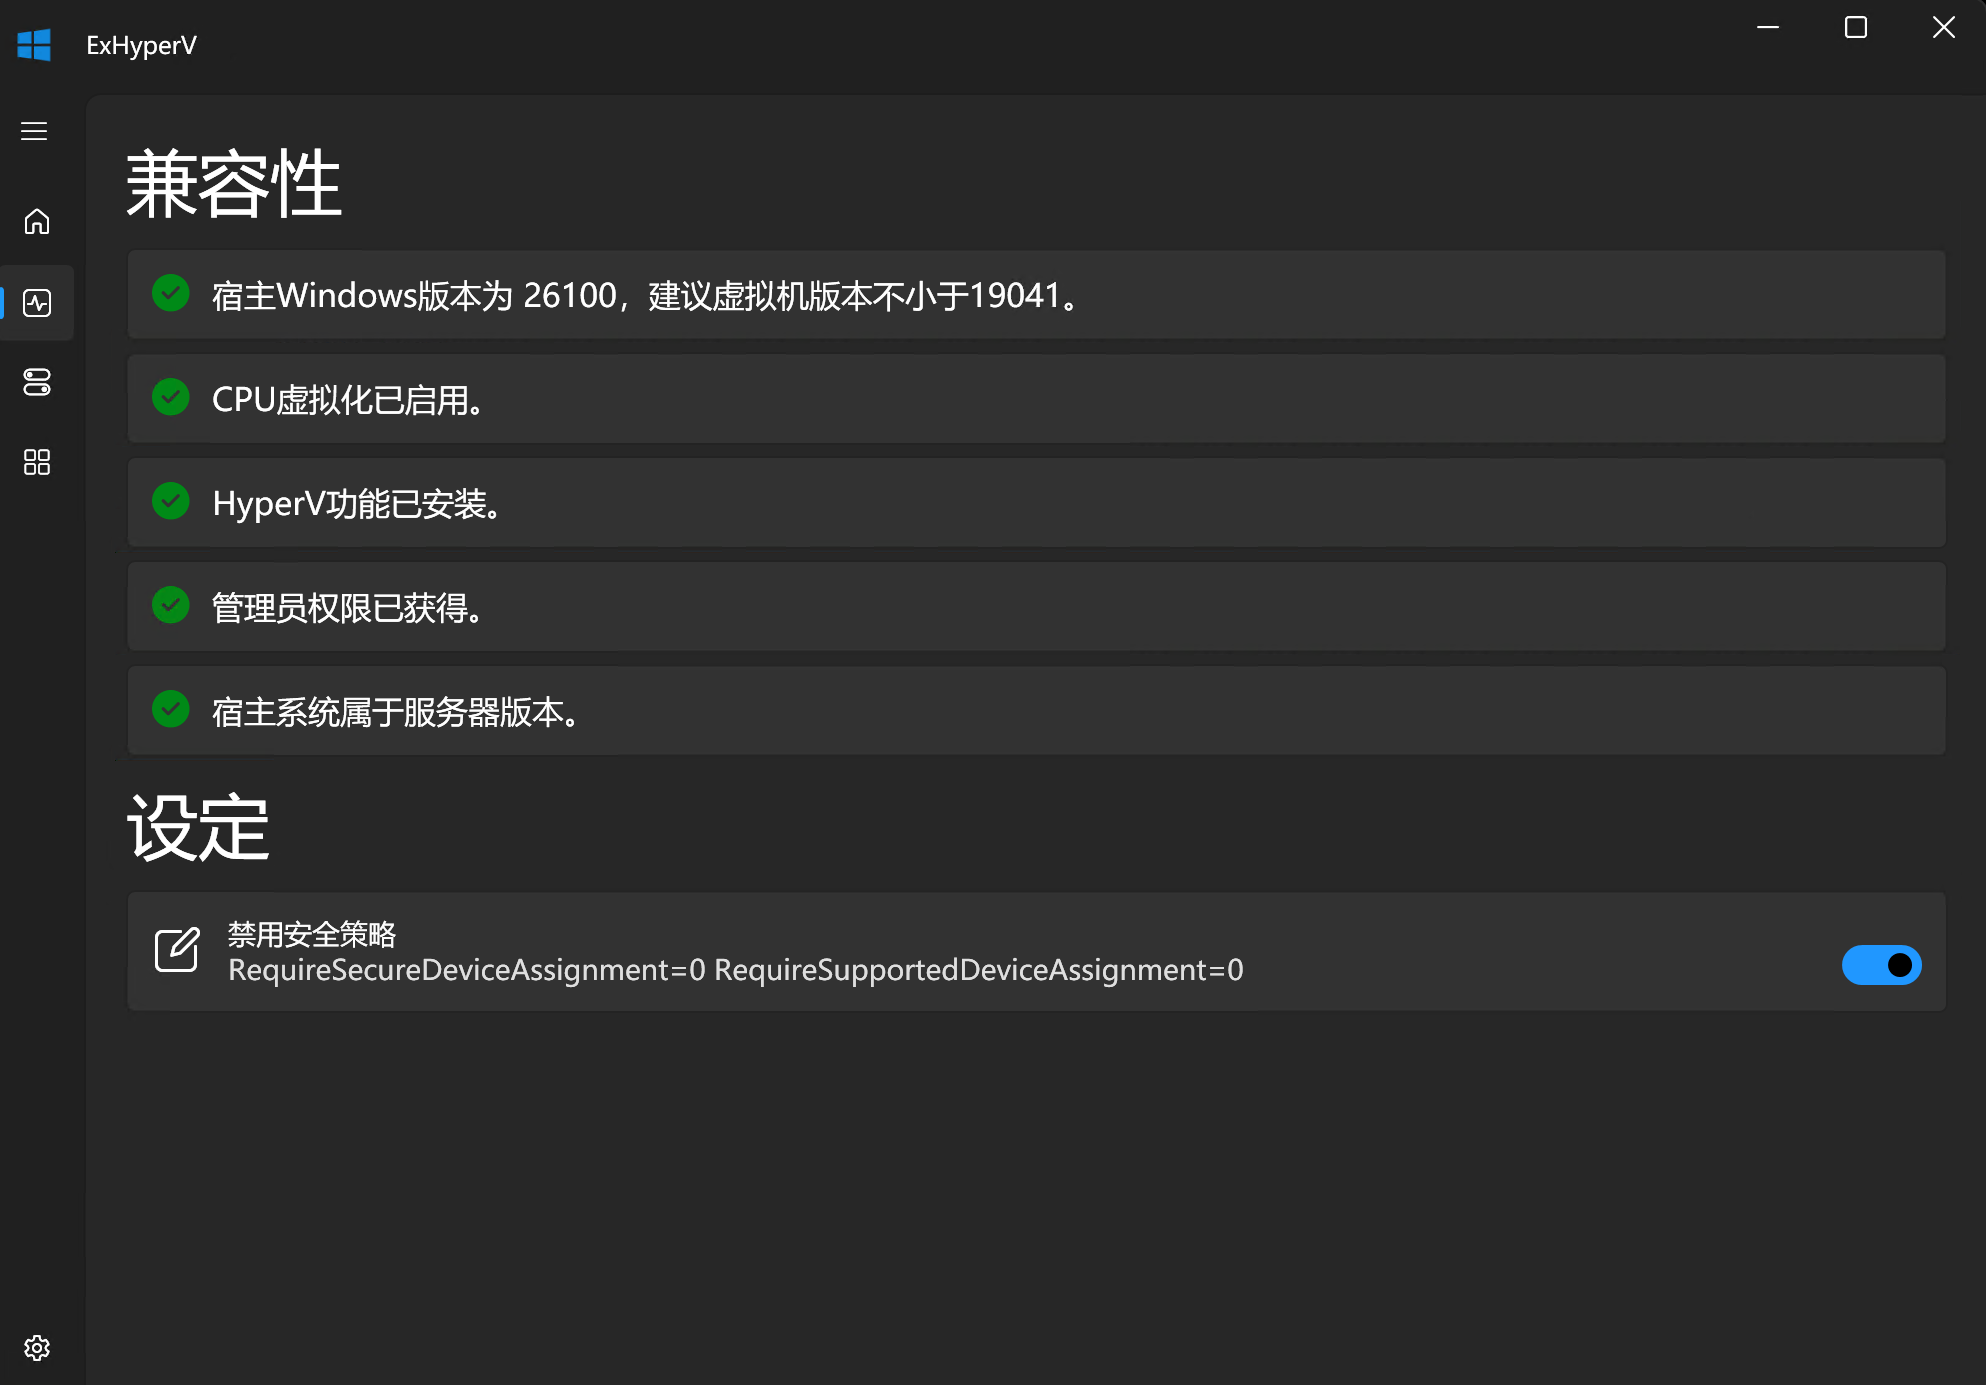 ExHyperV
兼容性
宿主Windows版本为 26100，建议虚拟机版本不小于19041。
CPU虚拟化已启用。
HyperV功能已安装。
管理员权限已获得。
宿主系统属于服务器版本。
设定
禁用安全策略
RequireSecureDeviceAssignment=0 RequireSupportedDeviceAssignment=0